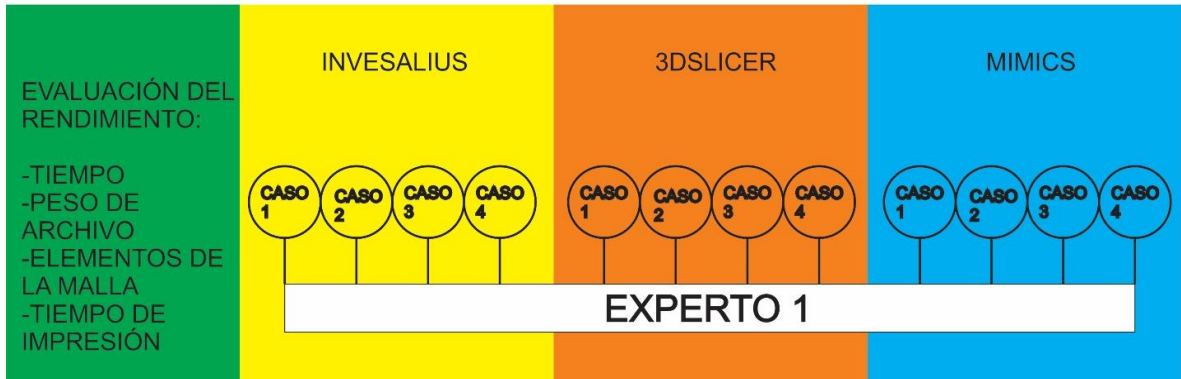 EVALUACIÓN DEL
RENDIMIENTO:
-TIEMPO
-PESO DE
ARCHIVO
-ELEMENTOS DE
LA MALLA
-TIEMPO DE
IMPRESIÓN
INVESALIUS
CASO
1
CASO
2
CASO
3
CASO
4
3DSLICER
CASO
1
CASO
2
CASO
3
CASO
4
MIMICS
CASO
1
CASO
2
CASO
3
CASO
4
EXPERTO 1